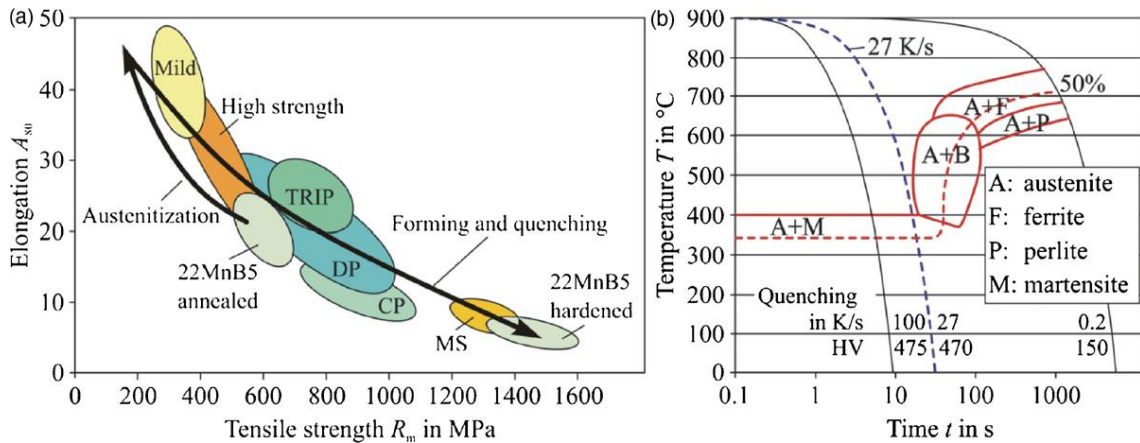 (a)
50
40
30
20
10
0
Elongation A80
Mild
High strength
TRIP
Austenitization
Forming and quenching
22MnB5
annealed
DP
CP
MS
22MnB5
hardened
0 200 400 600 800 1000 1200 1400 1600
Tensile strength Rm in MPa
(b)
900
800
700
600
500
400
300
200
100
0
Temperature T in °C
27 K/s
50%
A+F
A+P
A+B
A+M
A: austenite
F: ferrite
P: perlite
M: martensite
Quenching
in K/s 100 27 0.2
HV 475 470 150
0.1 1 10 100 1000
Time t in s